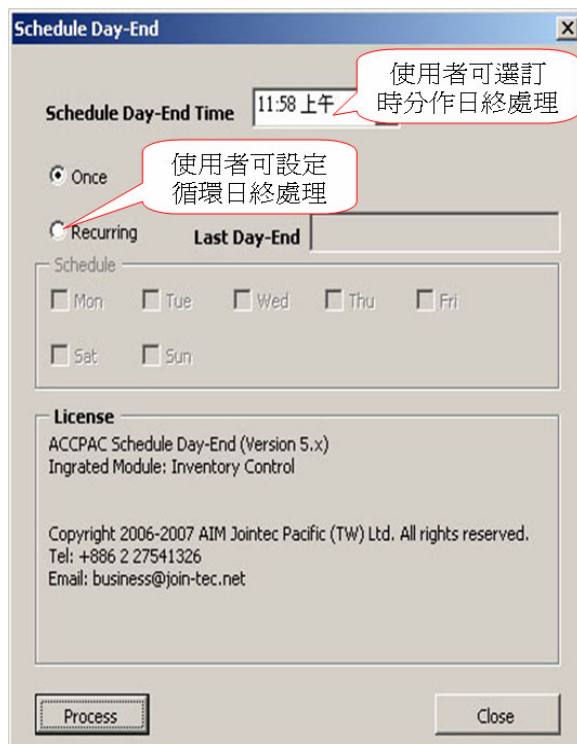 Schedule Day-End
使用者可選訂
時分作日終處理
Schedule Day-End Time
11:58 上午
使用者可設定
循環日終處理
Once
Recurring
Last Day-End
Schedule
Mon Tue Wed Thu Fri
Sat Sun
License
ACCPAC Schedule Day-End (Version 5.x)
Ingrated Module: Inventory Control
Copyright 2006-2007 AIM Jointec Pacific (TW) Ltd. All rights reserved.
Tel: +886 2 27541326
Email: business@join-tec.net
Process Close